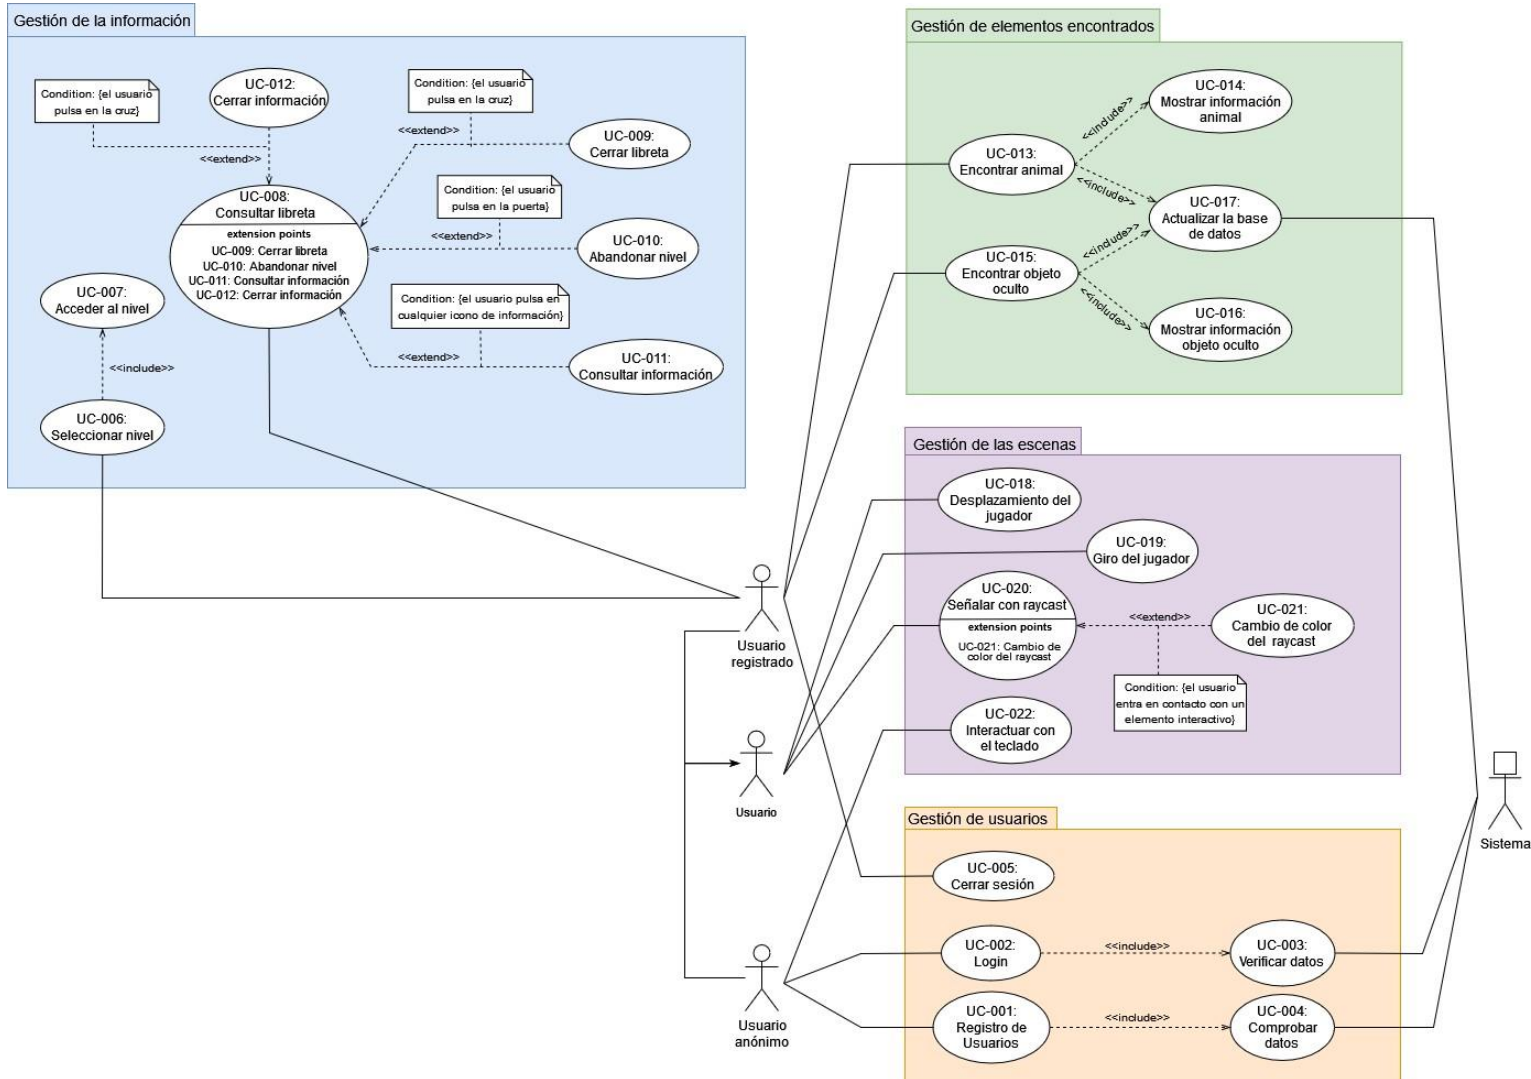 Gestión de la información
Condition: {el usuario
pulsa en la cruz}
UC-012:
Cerrar información
<<extend>>
Condition: {el usuario
pulsa en la cruz}
<<extend>>
UC-009:
Cerrar libreta
UC-008:
Consultar libreta
extension points
UC-009: Cerrar libreta
UC-010: Abandonar nivel
UC-011: Consultar información
UC-012: Cerrar información
Condition: {el usuario
pulsa en la puerta}
<<extend>>
UC-010:
Abandonar nivel
UC-007:
Acceder al nivel
Condition: {el usuario pulsa en
cualquier icono de información}
<<extend>>
UC-011:
Consultar información
<<include>>
UC-006:
Seleccionar nivel
Gestión de elementos encontrados
UC-013:
Encontrar animal
<<include>>
UC-014:
Mostrar información
animal
<<include>>
UC-017:
Actualizar la base
de datos
UC-015:
Encontrar objeto
oculto
<<include>>
<<include>>
UC-016:
Mostrar información
objeto oculto
Gestión de las escenas
UC-018:
Desplazamiento del
jugador
UC-019:
Giro del jugador
UC-020:
Señalar con raycast
extension points
UC-021: Cambio de
color del raycast
<<extend>>
UC-021:
Cambio de color
del raycast
Condition: {el usuario
entra en contacto con un
elemento interactivo}
UC-022:
Interactuar con
el teclado
Usuario
registrado
Usuario
Usuario
anónimo
Sistema
Gestión de usuarios
UC-005:
Cerrar sesión
UC-002:
Login
<<include>>
UC-003:
Verificar datos
UC-001:
Registro de
Usuarios
<<include>>
UC-004:
Comprobar
datos